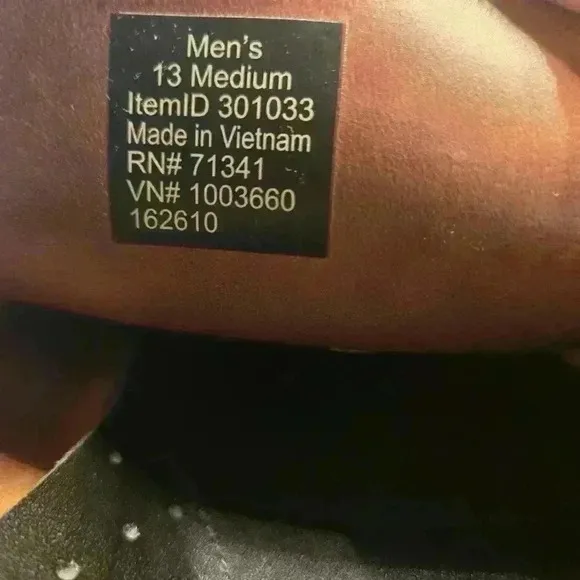 Men's
13 Medium
ItemID 301033
Made in Vietnam
RN# 71341
VN# 1003660
162610